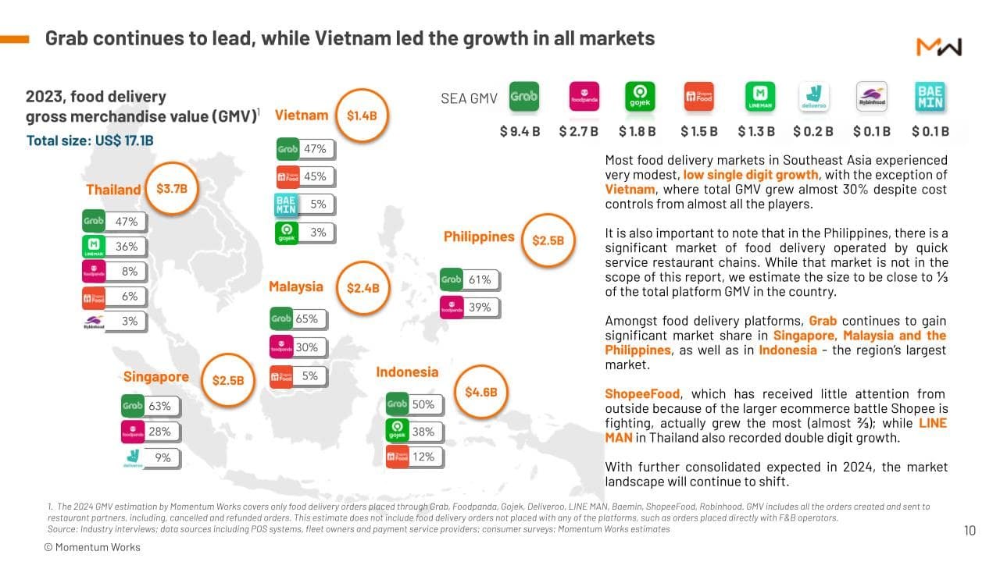 Grab continues to lead, while Vietnam led the growth in all markets
MW
2023, food delivery
gross merchandise value (GMV)1
Total size: US$ 17.1B
SEA GMV
Grab
foodpanda
gojek
Shopee Food
LINE MAN
deliveroo
Robinhood
BAE MIN
$ 9.4 B
$ 2.7 B
$ 1.8 B
$ 1.5 B
$ 1.3 B
$ 0.2 B
$ 0.1 B
$ 0.1 B
Vietnam
$1.4B
Grab 47%
Shopee Food 45%
BAE MIN 5%
gojek 3%
Thailand
$3.7B
Grab 47%
LINE MAN 36%
foodpanda 8%
Shopee Food 6%
Robinhood 3%
Philippines
$2.5B
Grab 61%
foodpanda 39%
Malaysia
$2.4B
Grab 65%
foodpanda 30%
Shopee Food 5%
Singapore
$2.5B
Grab 63%
foodpanda 28%
deliveroo 9%
Indonesia
$4.6B
Grab 50%
gojek 38%
Shopee Food 12%
Most food delivery markets in Southeast Asia experienced
very modest, low single digit growth, with the exception of
Vietnam, where total GMV grew almost 30% despite cost
controls from almost all the players.
It is also important to note that in the Philippines, there is a
significant market of food delivery operated by quick
service restaurant chains. While that market is not in the
scope of this report, we estimate the size to be close to ⅓
of the total platform GMV in the country.
Amongst food delivery platforms, Grab continues to gain
significant market share in Singapore, Malaysia and the
Philippines, as well as in Indonesia - the region's largest
market.
ShopeeFood, which has received little attention from
outside because of the larger ecommerce battle Shopee is
fighting, actually grew the most (almost ⅔); while LINE
MAN in Thailand also recorded double digit growth.
With further consolidated expected in 2024, the market
landscape will continue to shift.
1. The 2024 GMV estimation by Momentum Works covers only food delivery orders placed through Grab, Foodpanda, Gojek, Deliveroo, LINE MAN, Baemin, ShopeeFood, Robinhood. GMV includes all the orders created and sent to
restaurant partners, including, cancelled and refunded orders. This estimate does not include food delivery orders not placed with any of the platforms, such as orders placed directly with F&B operators.
Source: Industry interviews; data sources including POS systems, fleet owners and payment service providers; consumer surveys; Momentum Works estimates
© Momentum Works
10